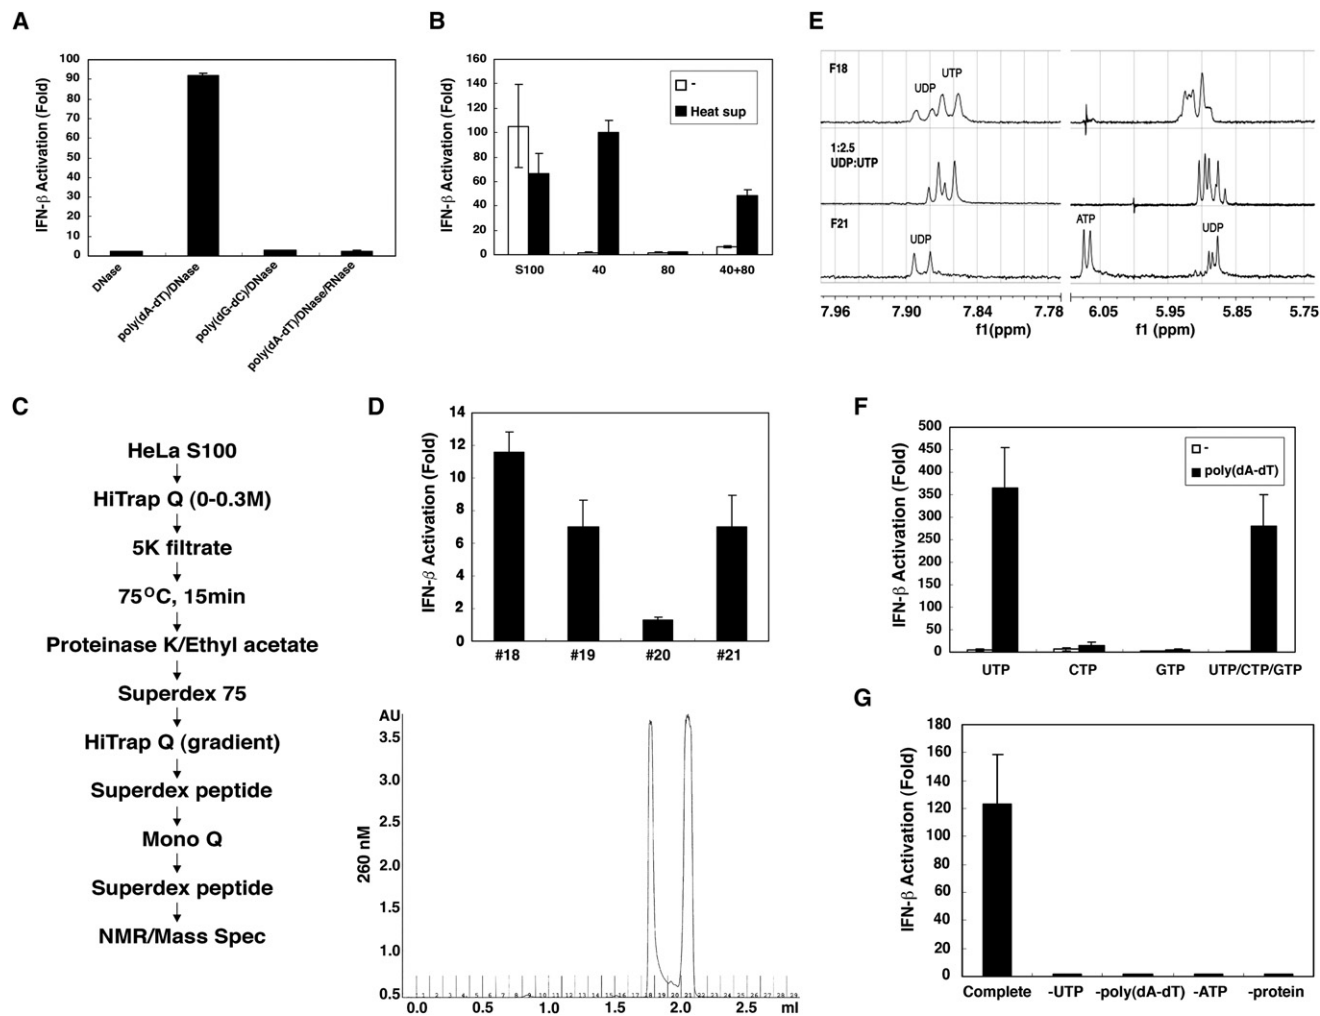 A
IFN-β Activation (Fold)
100
90
80
70
60
50
40
30
20
10
0
DNase
poly(dA-dT)/DNase
poly(dG-dC)/DNase
poly(dA-dT)/DNase/RNase
B
IFN-β Activation (Fold)
160
140
120
100
80
60
40
20
0
-
Heat sup
S100 40 80 40+80
E
F18
UDP
UTP
1:2.5
UDP:UTP
F21
UDP
ATP
UDP
7.96 7.90 7.84 7.78
f1(ppm)
6.05 5.95 5.85 5.75
f1 (ppm)
C
HeLa S100
HiTrap Q (0-0.3M)
5K filtrate
75°C, 15min
Proteinase K/Ethyl acetate
Superdex 75
HiTrap Q (gradient)
Superdex peptide
Mono Q
Superdex peptide
NMR/Mass Spec
D
IFN-β Activation (Fold)
14
12
10
8
6
4
2
0
#18 #19 #20 #21
AU
3.5
3.0
2.5
2.0
1.5
1.0
0.5
260 nM
0.0 1.0 1.5 2.0 2.5 ml
F
IFN-β Activation (Fold)
500
450
400
350
300
250
200
150
100
50
0
-
poly(dA-dT)
UTP CTP GTP UTP/CTP/GTP
G
IFN-β Activation (Fold)
180
160
140
120
100
80
60
40
20
0
Complete -UTP -poly(dA-dT) -ATP -protein